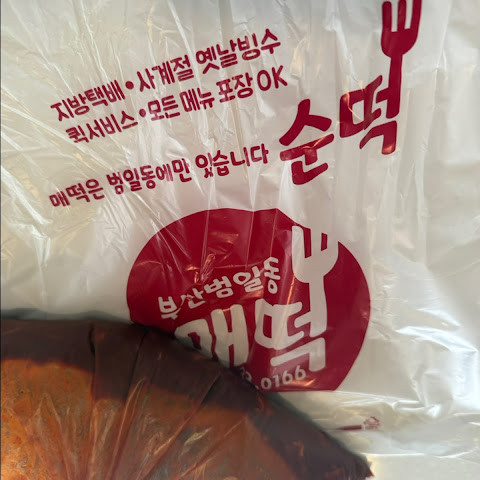 지방택배 • 사계절 옛날빙수
퀵서비스 • 모든 메뉴 포장 OK
매떡은 범일동에만 있습니다
순떡
부산범일동
매떡
.0166